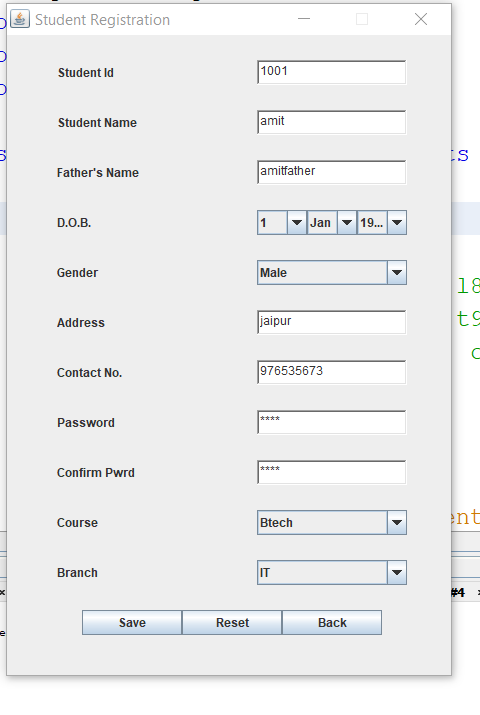 Student Registration
Student Id 1001
Student Name amit
Father's Name amitfather
D.O.B. 1 Jan 19...
Gender Male
Address jaipur
Contact No. 976535673
Password ****
Confirm Pwrd ****
Course Btech
Branch IT
Save Reset Back
#4